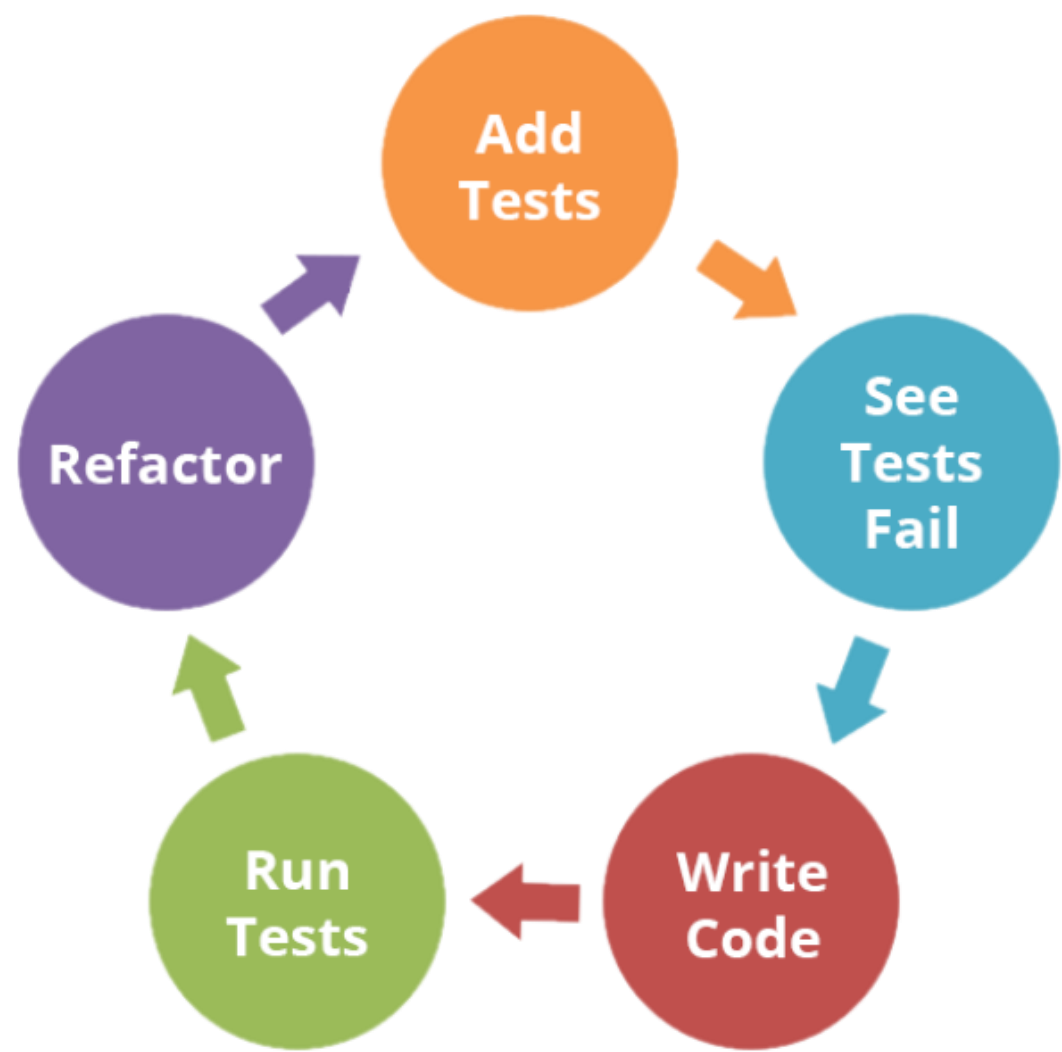 Add
Tests
See
Tests
Fail
Write
Code
Run
Tests
Refactor